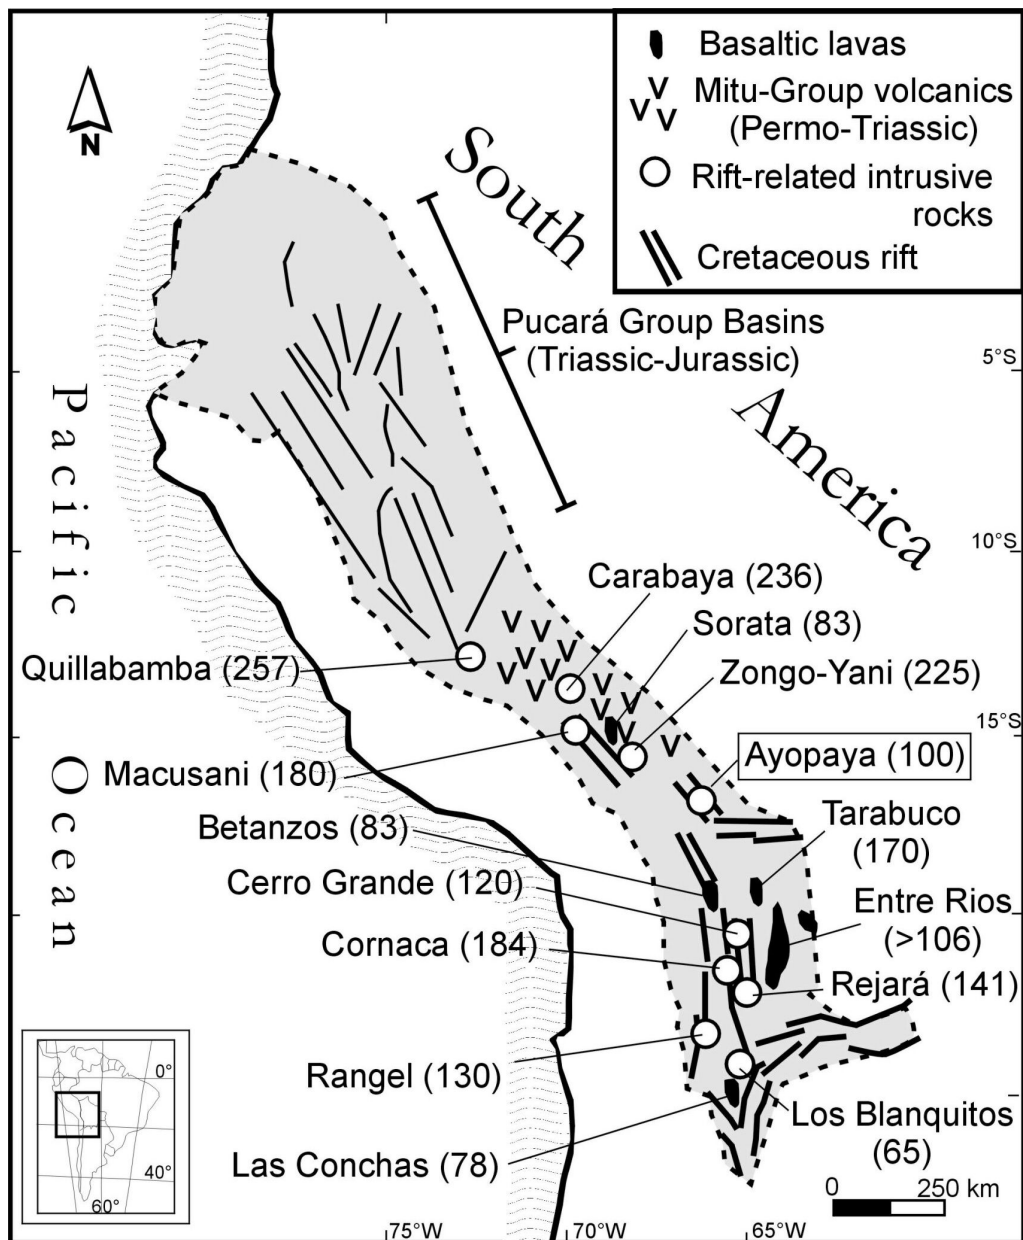 Basaltic lavas
Mitu-Group volcanics
(Permo-Triassic)
Rift-related intrusive
rocks
Cretaceous rift
N
South
America
Pucará Group Basins
(Triassic-Jurassic)
5°S
10°S
15°S
Pacific
Ocean
Carabaya (236)
Sorata (83)
Quillabamba (257)
Zongo-Yani (225)
Macusani (180)
Ayopaya (100)
Betanzos (83)
Tarabuco
(170)
Cerro Grande (120)
Entre Rios
(>106)
Cornaca (184)
Rejará (141)
Rangel (130)
Los Blanquitos
(65)
Las Conchas (78)
0°
40°
60°
0 250 km
75°W
70°W
65°W